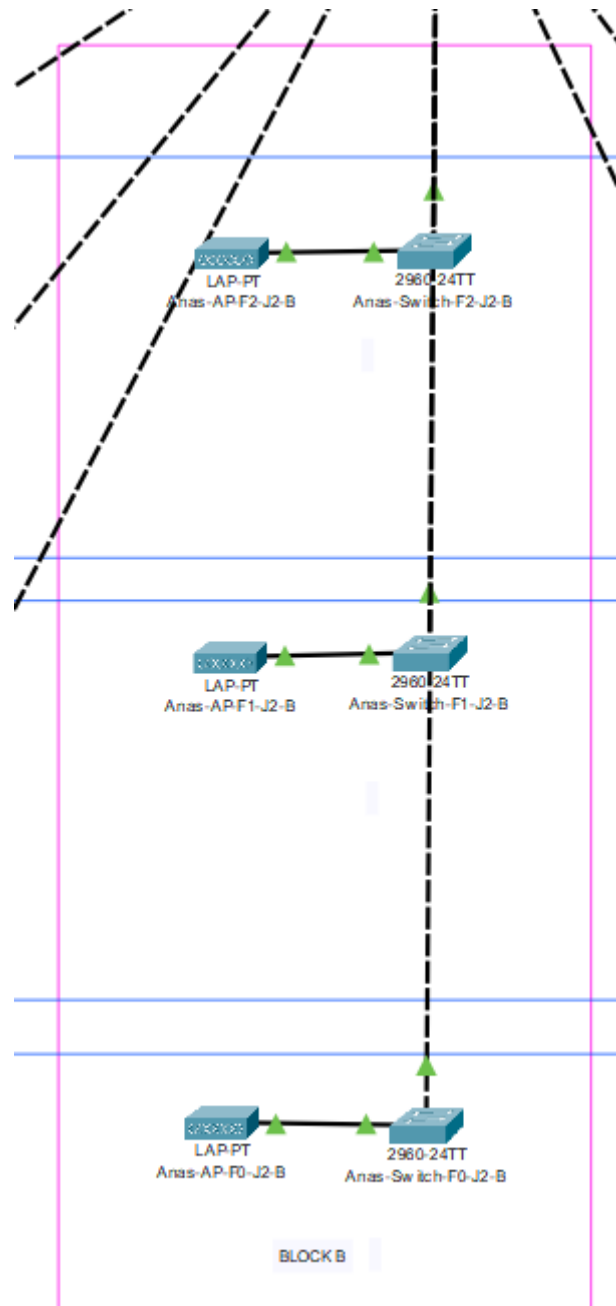 LAP-PT
Anas-AP-F2-J2-B
2960-24TT
Anas-Switch-F2-J2-B
LAP-PT
Anas-AP-F1-J2-B
2960-24TT
Anas-Switch-F1-J2-B
LAP-PT
Anas-AP-F0-J2-B
2960-24TT
Anas-Switch-F0-J2-B
BLOCK B